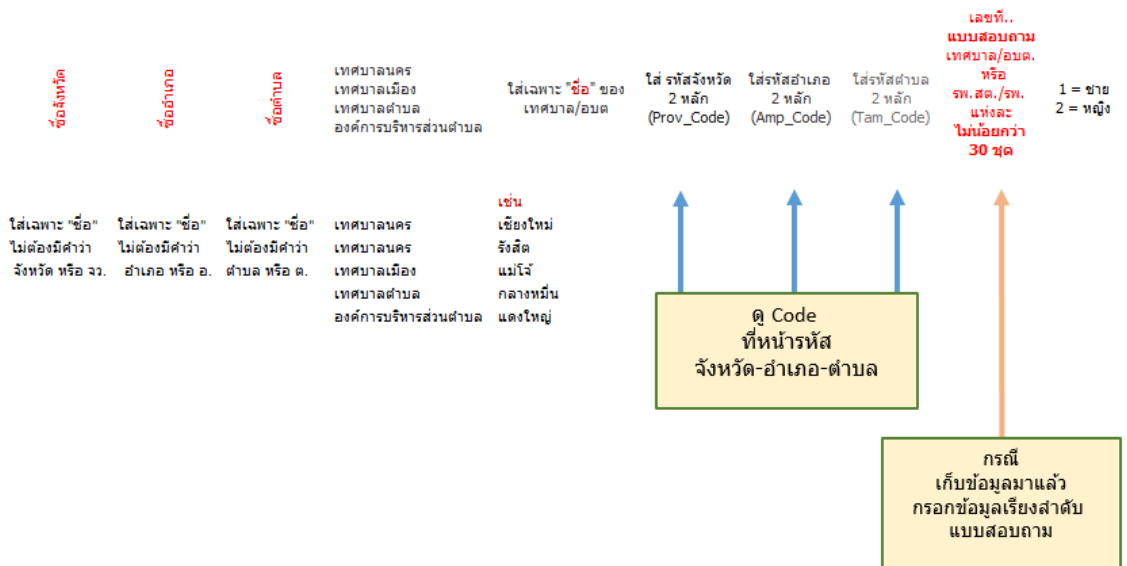 ชื่อจังหวัด
ชื่ออำเภอ
ชื่อตำบล
เทศบาลนคร
เทศบาลเมือง
เทศบาลตำบล
องค์การบริหารส่วนตำบล
ใส่เฉพาะ "ชื่อ" ของ
เทศบาล/อบต
ใส่ รหัสจังหวัด
2 หลัก
(Prov_Code)
ใส่รหัสอำเภอ
2 หลัก
(Amp_Code)
ใส่รหัสตำบล
2 หลัก
(Tam_Code)
เลขที่..
แบบสอบถาม
เทศบาล/อบต.
หรือ
รพ.สต./รพ.
แห่งละ
ไม่น้อยกว่า
30 ชุด
1 = ชาย
2 = หญิง
ใส่เฉพาะ "ชื่อ"
ไม่ต้องมีคำว่า
จังหวัด หรือ จว.
ใส่เฉพาะ "ชื่อ"
ไม่ต้องมีคำว่า
อำเภอ หรือ อ.
ใส่เฉพาะ "ชื่อ"
ไม่ต้องมีคำว่า
ตำบล หรือ ต.
เทศบาลนคร
เทศบาลนคร
เทศบาลเมือง
เทศบาลตำบล
องค์การบริหารส่วนตำบล
เช่น
เชียงใหม่
รังสิต
แม่โจ้
กลางหมื่น
แดงใหญ่
ดู Code
ที่หน้ารหัส
จังหวัด-อำเภอ-ตำบล
กรณี
เก็บข้อมูลมาแล้ว
กรอกข้อมูลเรียงลำดับ
แบบสอบถาม